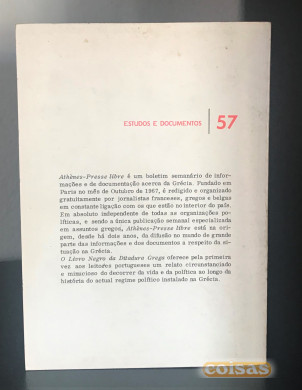 ESTUDOS E DOCUMENTOS 57
Athènes-Presse libre é um boletim semanário de infor-
mações e de documentação acerca da Grécia. Fundado em
Paris no mês de Outubro de 1967, é redigido e organizado
gratuitamente por jornalistas franceses, gregos e belgas
em constante ligação com os que estão no interior do país.
Em absoluto independente de todas as organizações po-
líticas, e sendo a única publicação semanal especializada
em assuntos gregos, Athènes-Presse libre está na ori-
gem, desde há dois anos, da difusão no mundo de grande
parte das informações e dos documentos a respeito da si-
tuação na Grécia.
O Livro Negro da Ditadura Grega oferece pela primeira
vez aos leitores portugueses um relato circunstanciado
e minucioso do decorrer da vida e da política ao longo da
história do actual regime político instalado na Grécia.
coisas